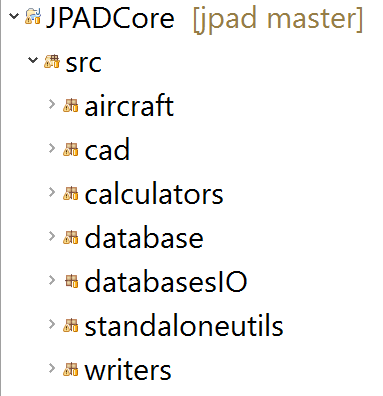 JPADCore [jpad master]
src
aircraft
cad
calculators
database
databasesIO
standaloneutils
writers